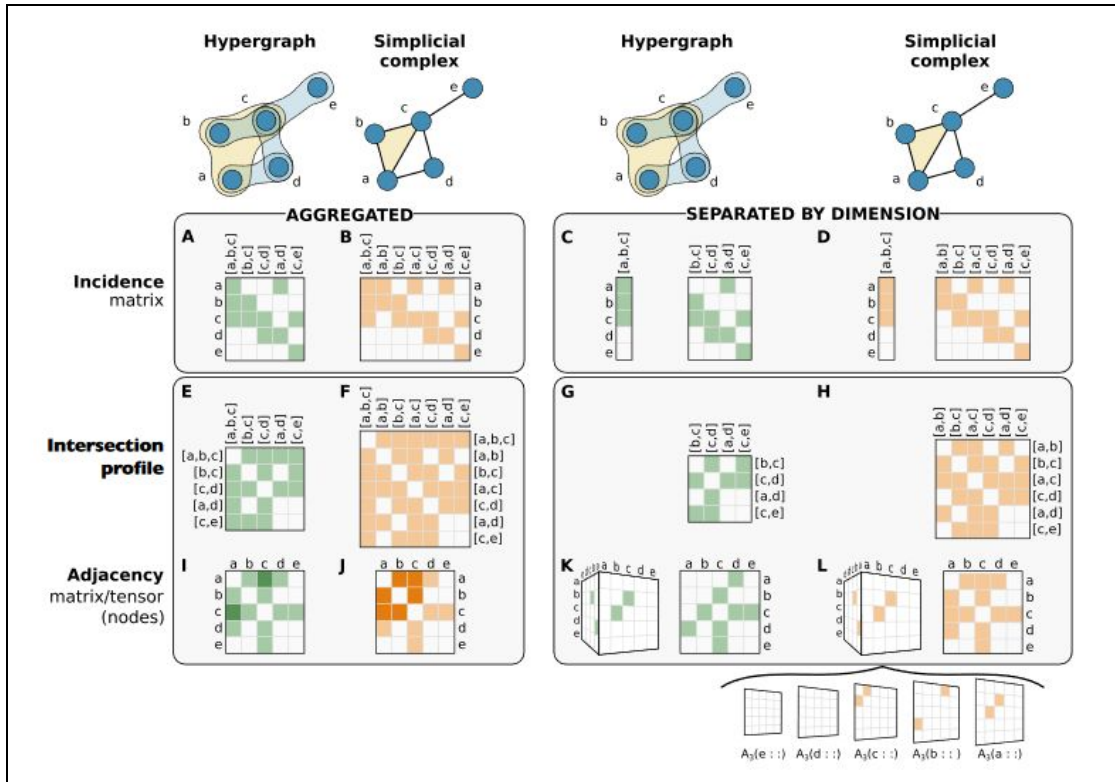 Hypergraph
Simplicial
complex
Hypergraph
Simplicial
complex
c
e
b
a
d
e
c
b
a
d
c
e
b
a
d
e
c
b
a
d
AGGREGATED
SEPARATED BY DIMENSION
Incidence
matrix
A
[a,b,c]
[b,c]
[c,d]
[a,d]
[c,e]
a
b
c
d
e
B
[a,b,c]
[a,b]
[b,c]
[a,c]
[c,d]
[a,d]
[c,e]
a
b
c
d
e
C
[a,b,c]
a
b
c
d
e
[b,c]
[c,d]
[a,d]
[c,e]
a
b
c
d
e
D
[a,b,c]
a
b
c
d
e
[a,b]
[b,c]
[a,c]
[c,d]
[a,d]
[c,e]
a
b
c
d
e
Intersection
profile
E
[a,b,c]
[b,c]
[c,d]
[a,d]
[c,e]
[a,b,c]
[b,c]
[c,d]
[a,d]
[c,e]
F
[a,b,c]
[a,b]
[b,c]
[a,c]
[c,d]
[a,d]
[c,e]
[a,b,c]
[a,b]
[b,c]
[a,c]
[c,d]
[a,d]
[c,e]
G
[b,c]
[c,d]
[a,d]
[c,e]
[b,c]
[c,d]
[a,d]
[c,e]
H
[a,b]
[b,c]
[a,c]
[c,d]
[a,d]
[c,e]
[a,b]
[b,c]
[a,c]
[c,d]
[a,d]
[c,e]
Adjacency
matrix/tensor
(nodes)
I
a b c d e
a
b
c
d
e
J
a b c d e
a
b
c
d
e
K
a b c d e
a
b
c
d
e
a b c d e
a
b
c
d
e
L
a b c d e
a
b
c
d
e
a b c d e
a
b
c
d
e
A₃(e : :)
A₃(d : :)
A₃(c : :)
A₃(b : : )
A₃(a : :)